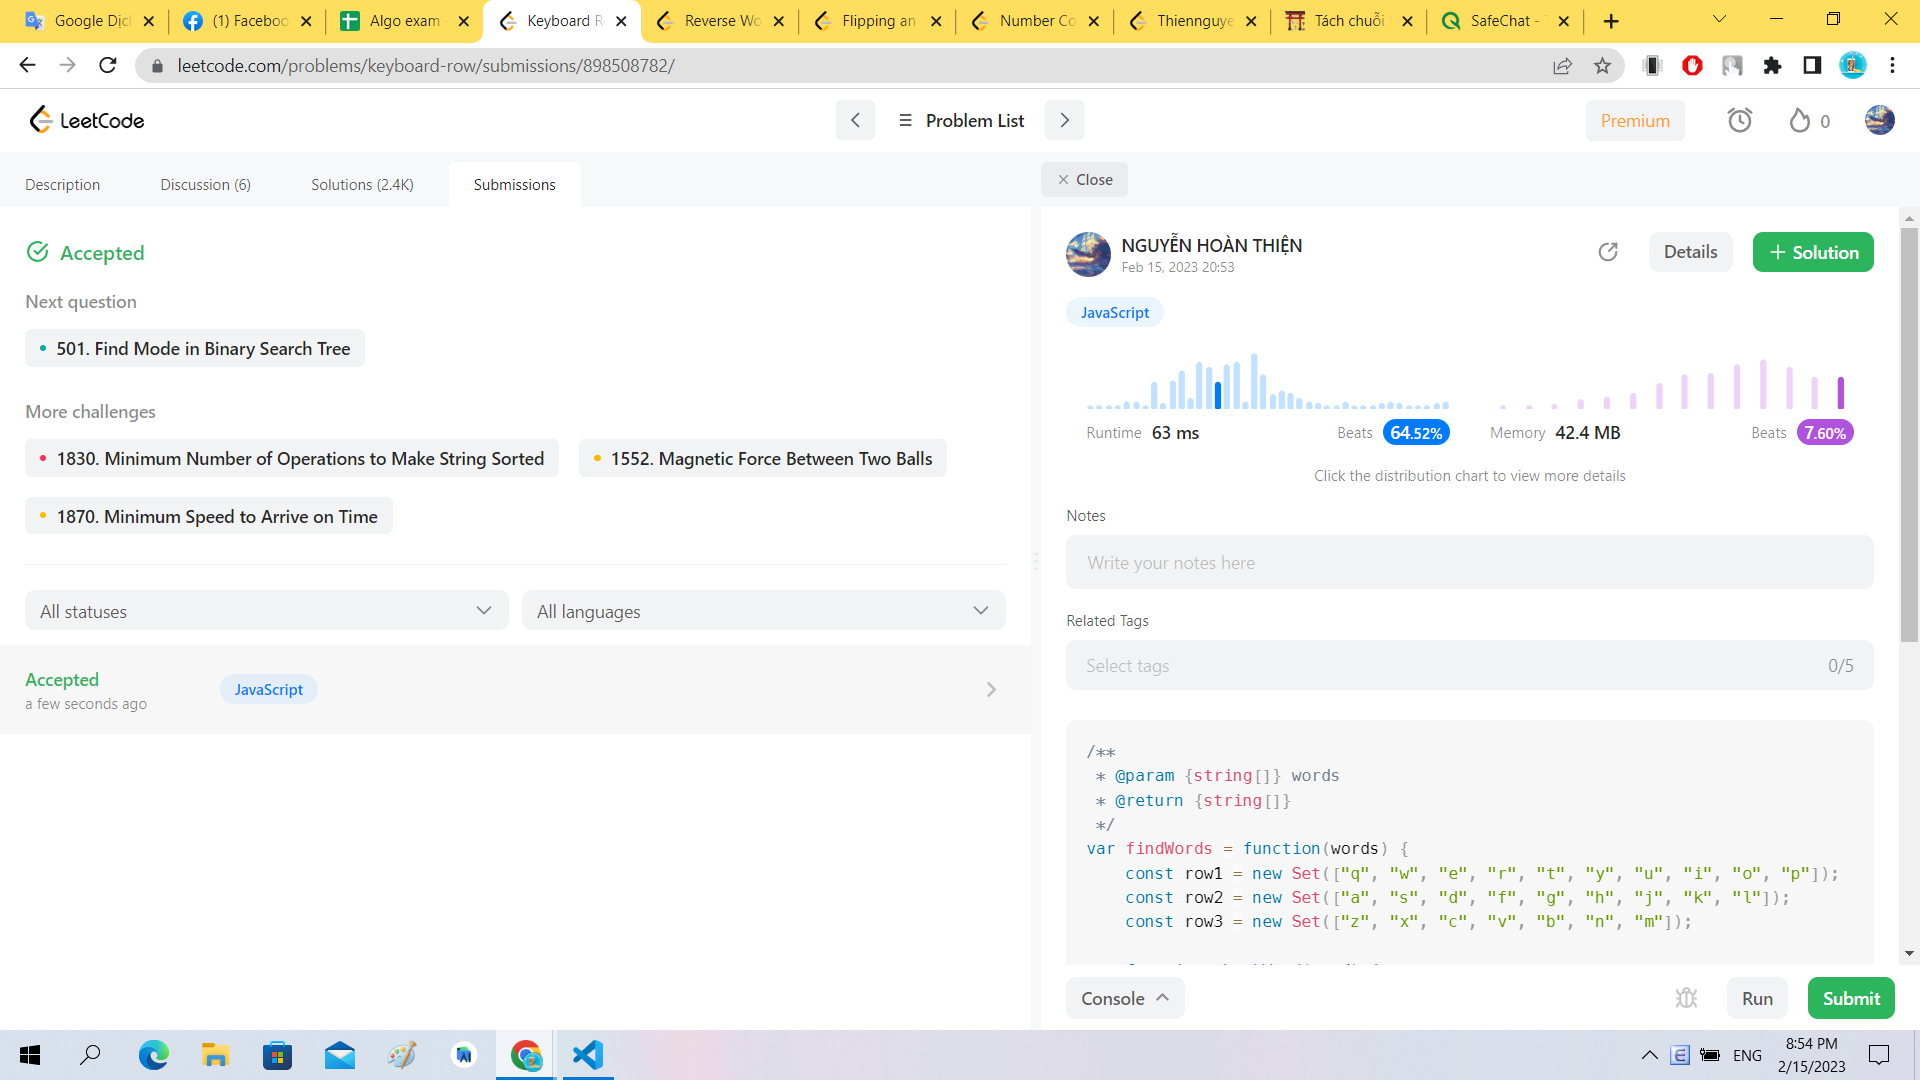 Google Dịc
(1) Faceboo
Algo exam -
Keyboard R
Reverse Wo
Flipping an
Number Co
Thiennguye
Tách chuỗi
SafeChat -
leetcode.com/problems/keyboard-row/submissions/898508782/
LeetCode
Problem List
Premium
0
Description
Discussion (6)
Solutions (2.4K)
Submissions
Close
Accepted
Next question
501. Find Mode in Binary Search Tree
More challenges
1830. Minimum Number of Operations to Make String Sorted
1552. Magnetic Force Between Two Balls
1870. Minimum Speed to Arrive on Time
All statuses
All languages
Accepted
a few seconds ago
JavaScript
NGUYỄN HOÀN THIỆN
Feb 15, 2023 20:53
Details
+ Solution
JavaScript
Runtime 63 ms
Beats 64.52%
Memory 42.4 MB
Beats 7.60%
Click the distribution chart to view more details
Notes
Write your notes here
Related Tags
Select tags
0/5
/**
* @param {string[]} words
* @return {string[]}
*/
var findWords = function(words) {
const row1 = new Set(["q", "w", "e", "r", "t", "y", "u", "i", "o", "p"]);
const row2 = new Set(["a", "s", "d", "f", "g", "h", "j", "k", "l"]);
const row3 = new Set(["z", "x", "c", "v", "b", "n", "m"]);
Console
Run
Submit
ENG
8:54 PM
2/15/2023